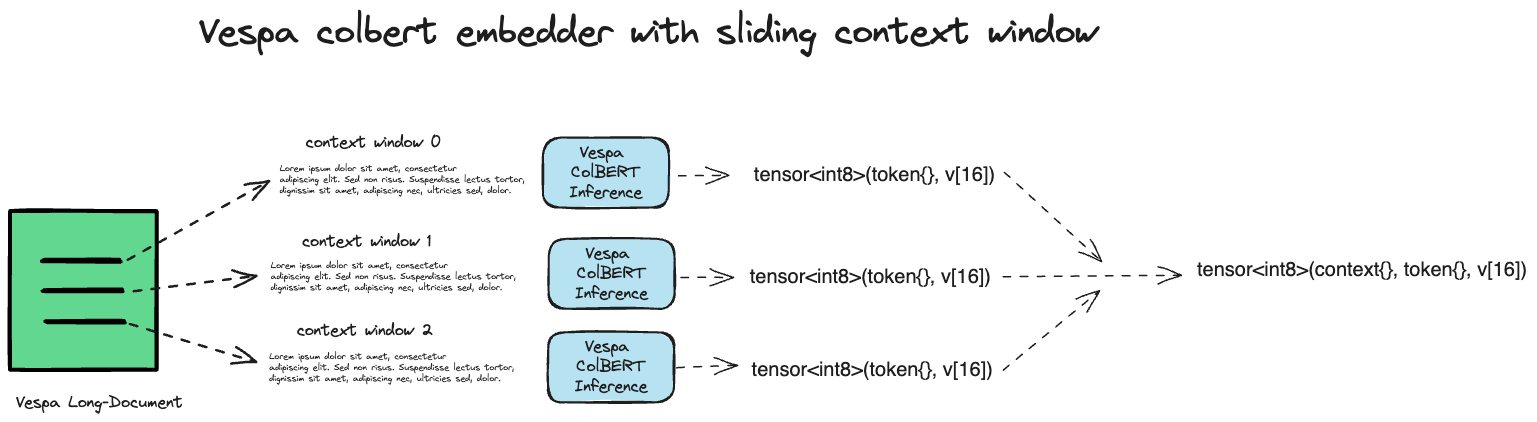 Vespa colbert embedder with sliding context window
context window 0
Lorem ipsum dolor sit amet, consectetur
adipiscing elit. Sed non risus. Suspendisse lectus tortor,
dignissim sit amet, adipiscing nec, ultricies sed, dolor.
Vespa
ColBERT
Inference
tensor<int8>(token{}, v[16])
context window 1
Lorem ipsum dolor sit amet, consectetur
adipiscing elit. Sed non risus. Suspendisse lectus tortor,
dignissim sit amet, adipiscing nec, ultricies sed, dolor.
Vespa
ColBERT
Inference
tensor<int8>(token{}, v[16])
tensor<int8>(context{}, token{}, v[16])
context window 2
Lorem ipsum dolor sit amet, consectetur
adipiscing elit. Sed non risus. Suspendisse lectus tortor,
dignissim sit amet, adipiscing nec, ultricies sed, dolor.
Vespa
ColBERT
Inference
tensor<int8>(token{}, v[16])
Vespa Long-Document